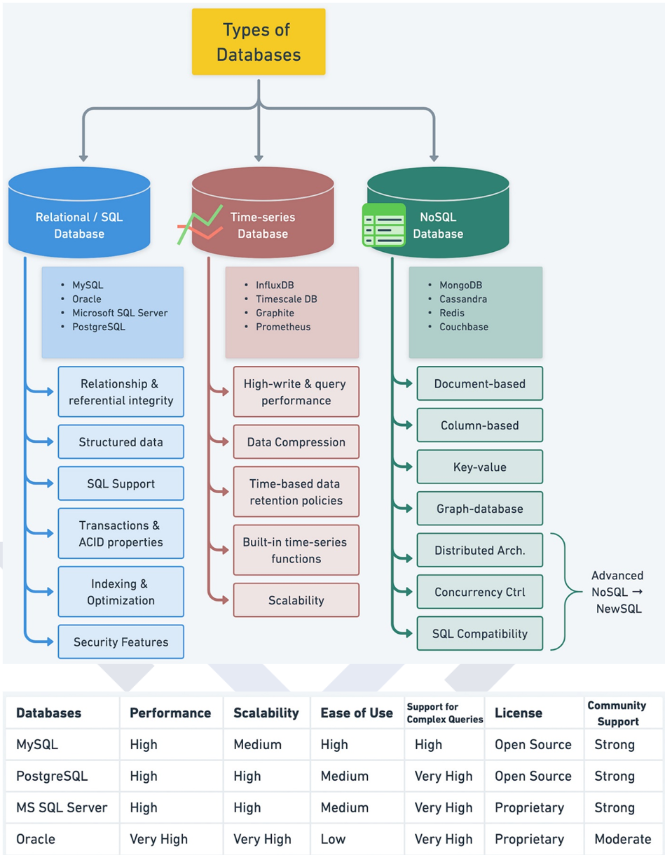 Types of
Databases
Relational / SQL
Database
Time-series
Database
NoSQL
Database
MySQL
Oracle
Microsoft SQL Server
PostgreSQL
InfluxDB
Timescale DB
Graphite
Prometheus
MongoDB
Cassandra
Redis
Couchbase
Relationship &
referential integrity
Structured data
SQL Support
Transactions &
ACID properties
Indexing &
Optimization
Security Features
High-write & query
performance
Data Compression
Time-based data
retention policies
Built-in time-series
functions
Scalability
Document-based
Column-based
Key-value
Graph-database
Distributed Arch.
Concurrency Ctrl
SQL Compatibility
Advanced
NoSQL →
NewSQL
Databases Performance Scalability Ease of Use Support for Complex Queries License Community Support
MySQL High Medium High High Open Source Strong
PostgreSQL High High Medium Very High Open Source Strong
MS SQL Server High High Medium Very High Proprietary Strong
Oracle Very High Very High Low Very High Proprietary Moderate